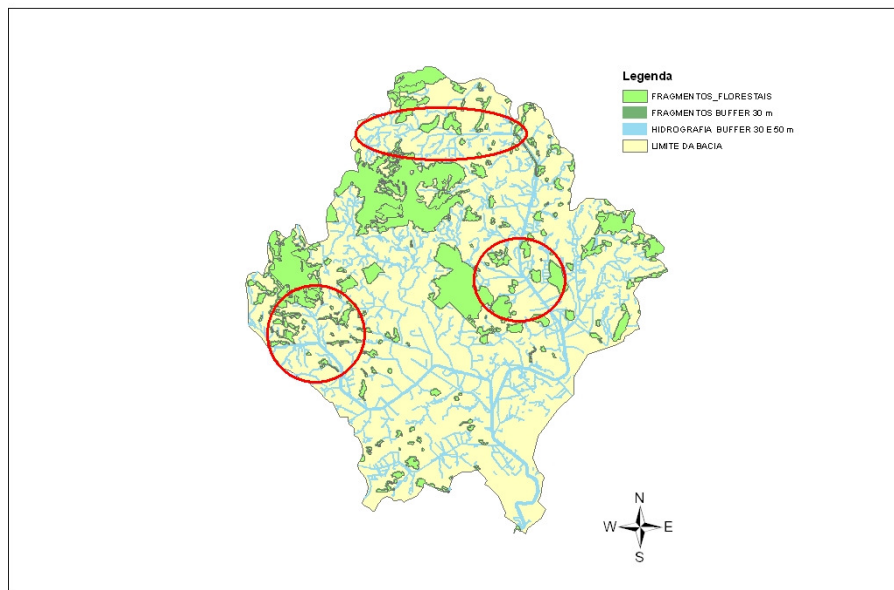 Legenda
FRAGMENTOS_FLORESTAIS
FRAGMENTOS BUFFER 30 m
HIDROGRAFIA BUFFER 30 E 50 m
LIMITE DA BACIA
N
W E
S